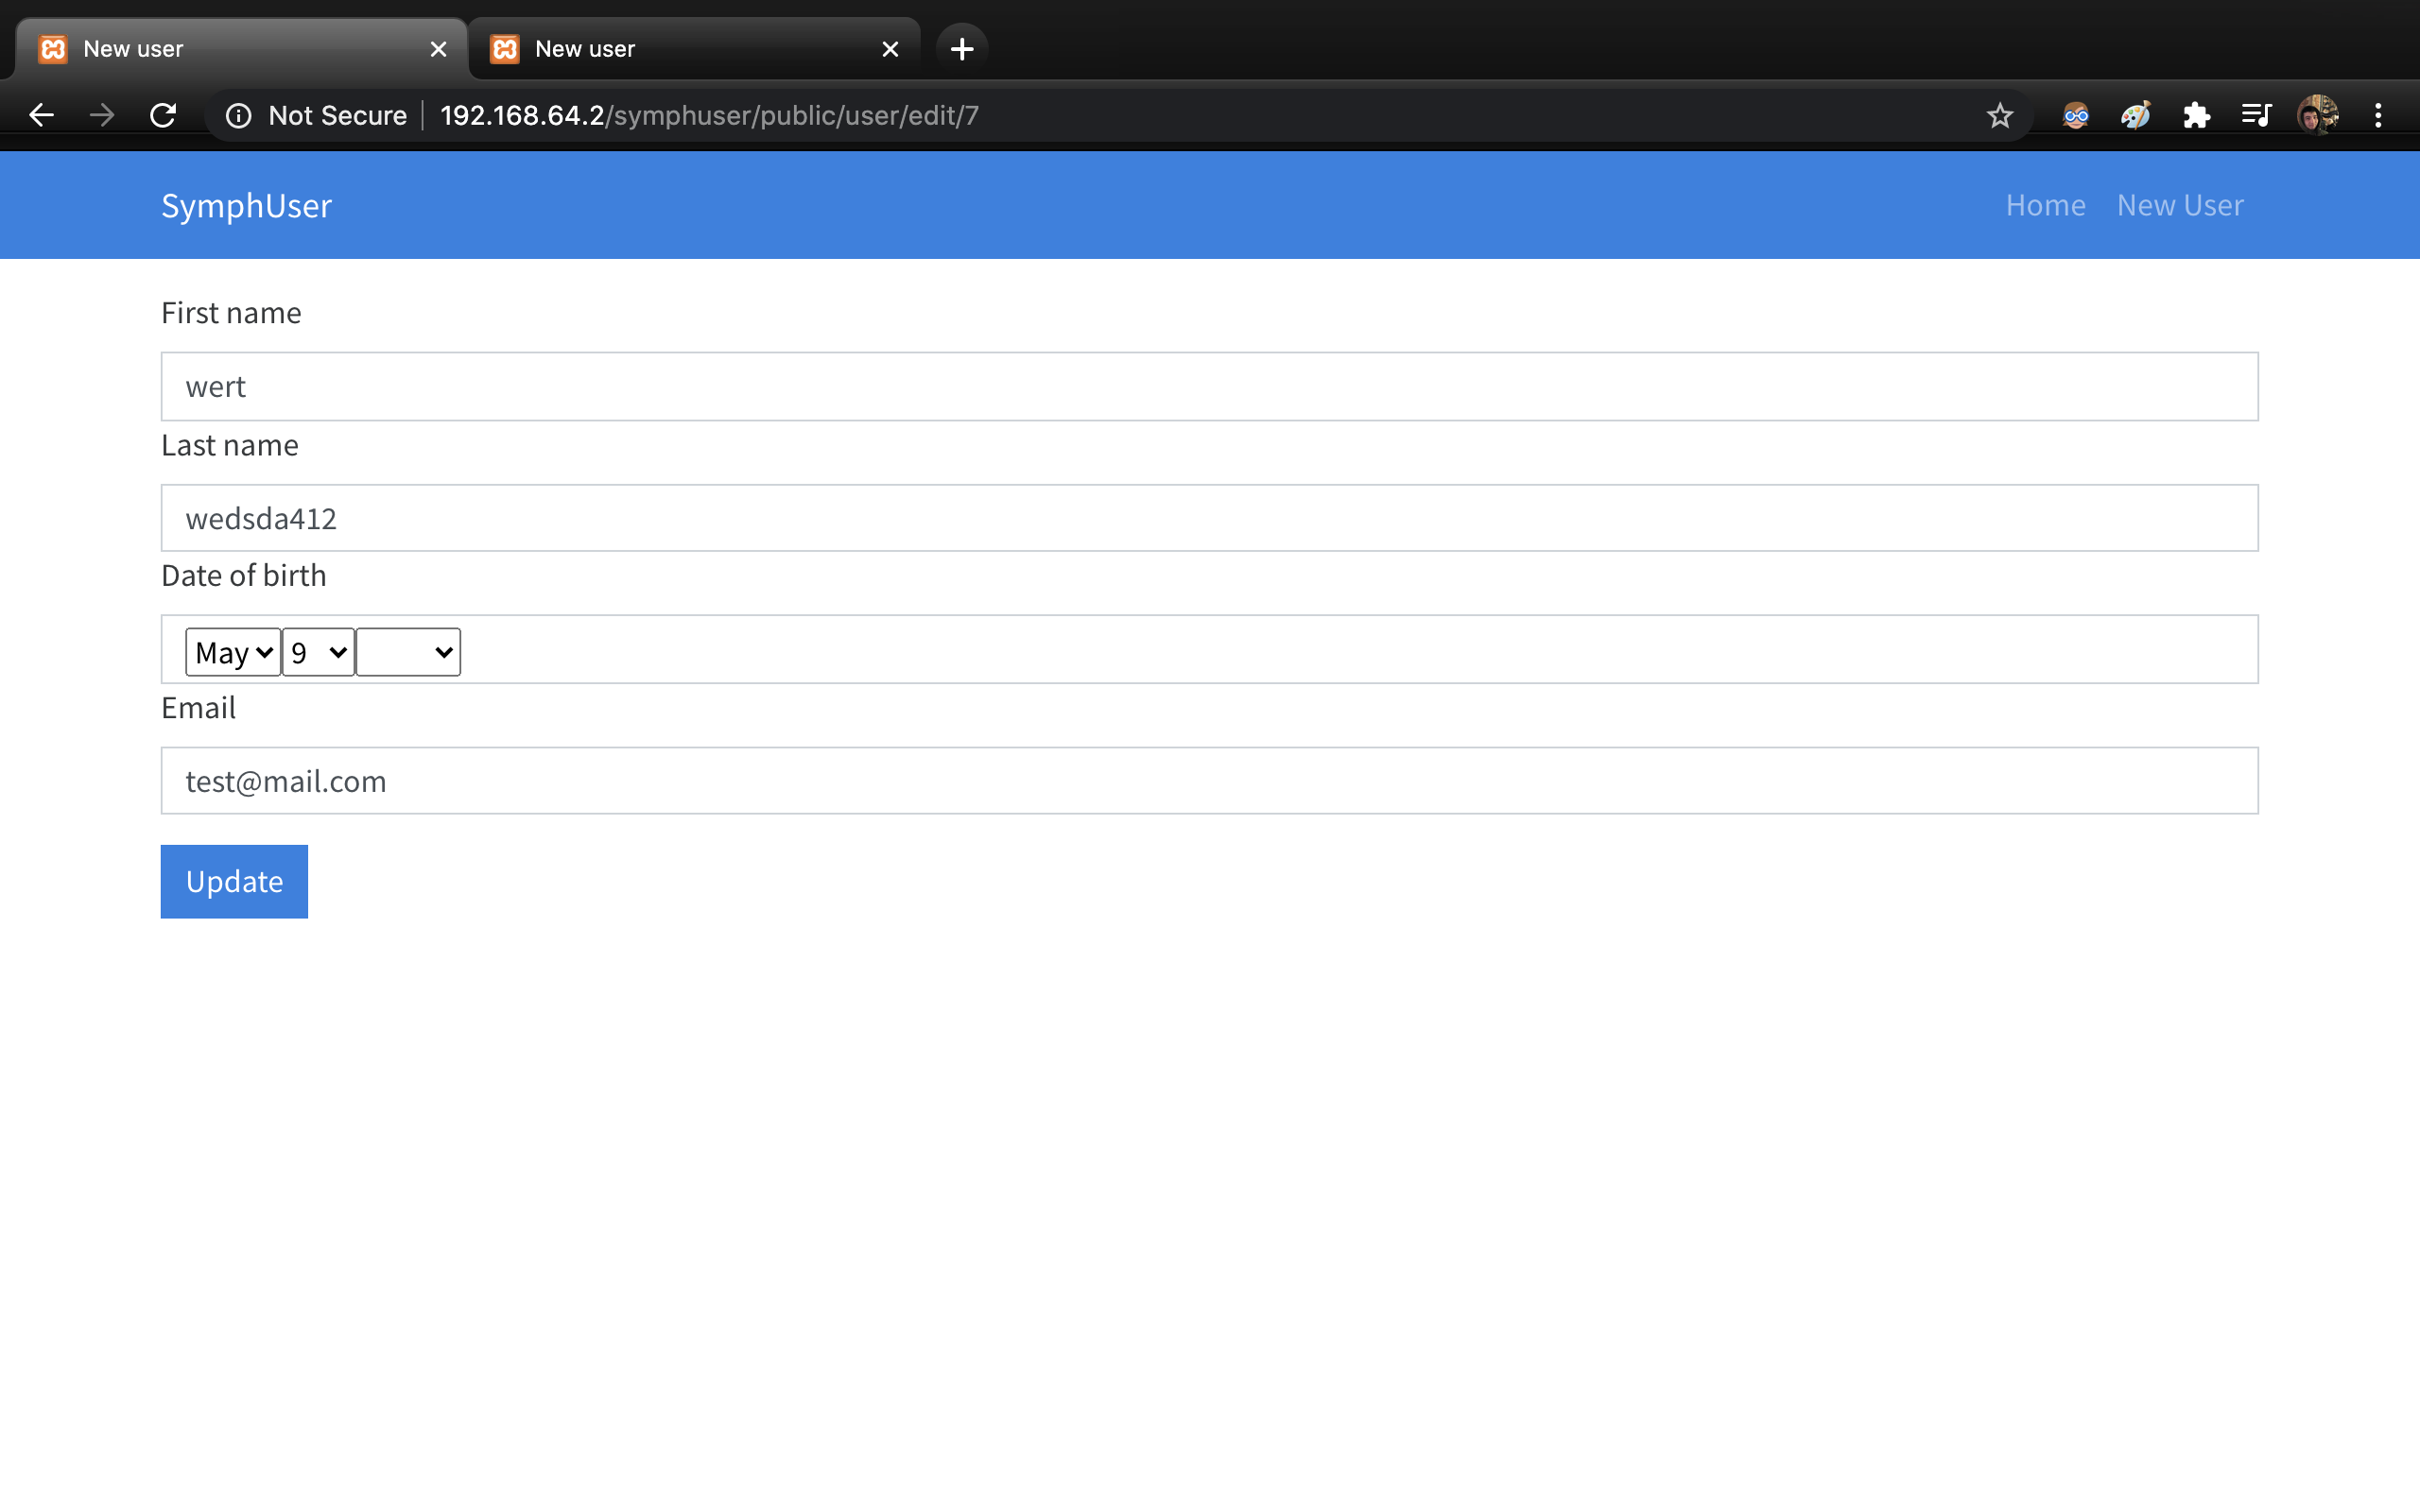 New user
New user
Not Secure 192.168.64.2/symphuser/public/user/edit/7
SymphUser Home New User
First name
wert
Last name
wedsda412
Date of birth
May 9
Email
test@mail.com
Update